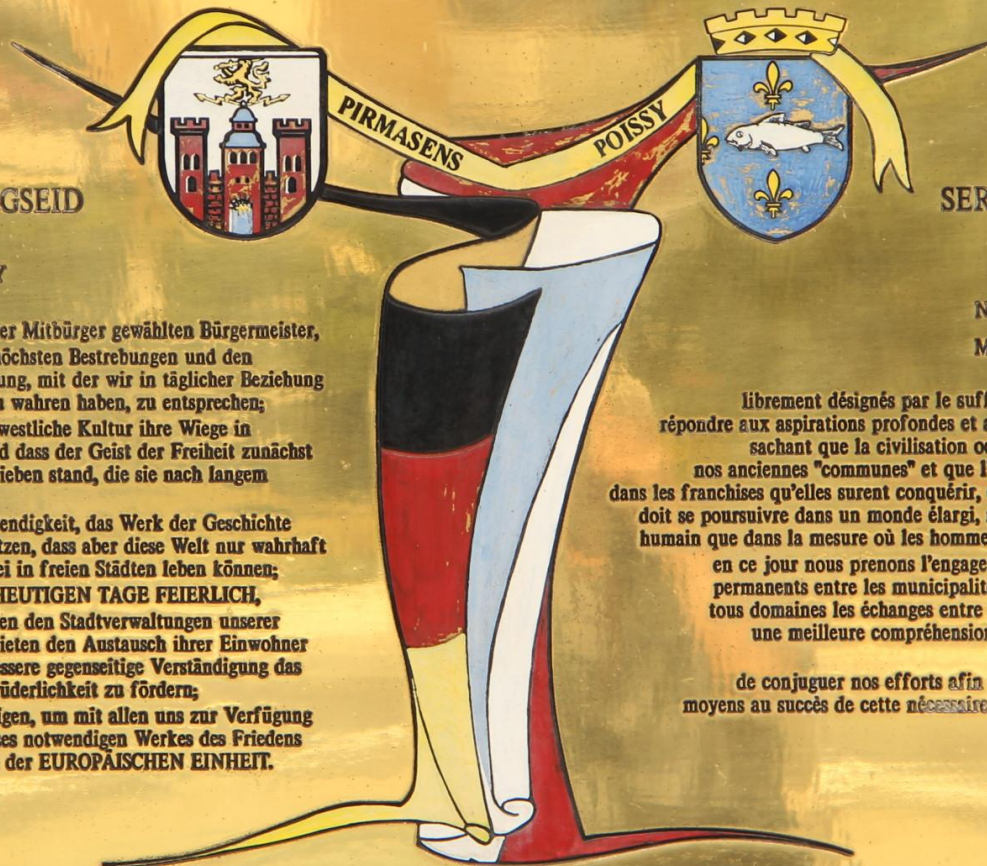 PIRMASENS
POISSY
GSEID
Y
er Mitbürger gewählten Bürgermeister,
öchsten Bestrebungen und den
ung, mit der wir in täglicher Beziehung
u wahren haben, zu entsprechen;
westliche Kultur ihre Wiege in
d dass der Geist der Freiheit zunächst
ieben stand, die sie nach langem
endigkeit, das Werk der Geschichte
tzen, dass aber diese Welt nur wahrhaft
ei in freien Städten leben können;
HEUTIGEN TAGE FEIERLICH,
en den Stadtverwaltungen unserer
ieten den Austausch ihrer Einwohner
essere gegenseitige Verständigung das
üderlichkeit zu fördern;
igen, um mit allen uns zur Verfügung
ses notwendigen Werkes des Friedens
der EUROPÄISCHEN EINHEIT.
SER
N
M
librement désignés par le suff
répondre aux aspirations profondes et a
sachant que la civilisation oc
nos anciennes "communes" et que l
dans les franchises qu'elles surent conquérir,
doit se poursuivre dans un monde élargi,
humain que dans la mesure où les homme
en ce jour nous prenons l'engage
permanents entre les municipalit
tous domaines les échanges entre
une meilleure compréhension
de conjuguer nos efforts afin
moyens au succès de cette nécessaire